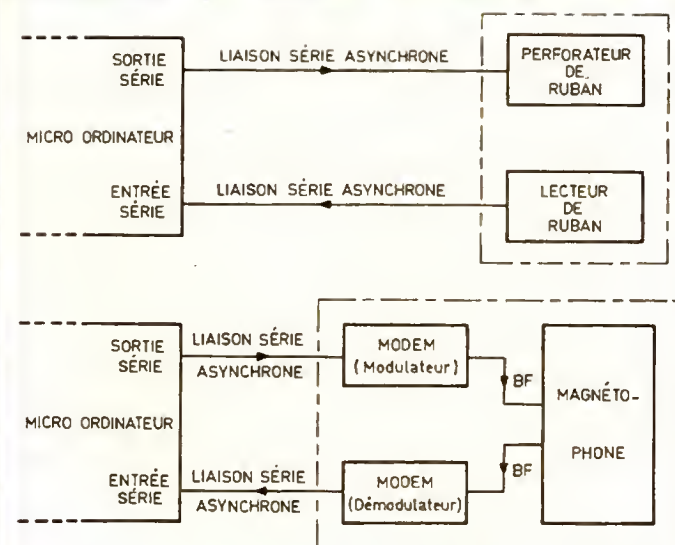 SORTIE
SÉRIE
LIAISON SÉRIE ASYNCHRONE
PERFORATEUR
DE
RUBAN
MICRO ORDINATEUR
ENTRÉE
SÉRIE
LIAISON SÉRIE ASYNCHRONE
LECTEUR
DE
RUBAN
SORTIE
SÉRIE
LIAISON SÉRIE
ASYNCHRONE
MODEM
(Modulateur)
BF
MAGNÉTO-
PHONE
MICRO ORDINATEUR
ENTRÉE
SÉRIE
LIAISON SÉRIE
ASYNCHRONE
MODEM
(Démodulateur)
BF